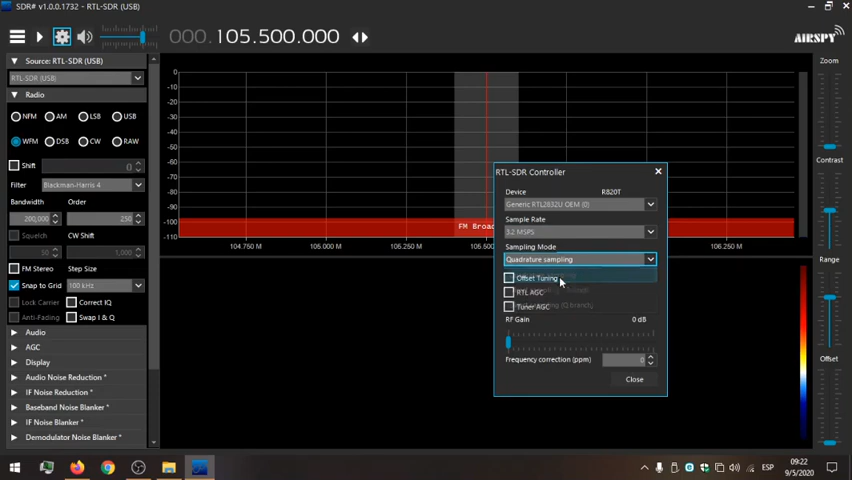 SDR# v1.0.0.1732 - RTL-SDR (USB)
000.105.500.000
AIRSPY
Source: RTL-SDR (USB)
RTL-SDR (USB)
Radio
NFM AM LSB USB
WFM DSB CW RAW
Shift 0
Filter Blackman-Harris 4
Bandwidth Order
200,000 250
Squelch CW Shift
50 1,000
FM Stereo Step Size
Snap to Grid 100 kHz
Lock Carrier Correct IQ
Anti-Fading Swap I & Q
Audio
AGC
Display
Audio Noise Reduction *
IF Noise Reduction *
Baseband Noise Blanker *
IF Noise Blanker *
Demodulator Noise Blanker *
0
-10
-20
-30
-40
-50
-60
-70
-80
-90
-100
-110
FM Broad
104.750 M 105.000 M 105.250 M 105.500 106.250 M
RTL-SDR Controller
Device R820T
Generic RTL2832U OEM (0)
Sample Rate
3.2 MSPS
Sampling Mode
Quadrature sampling
Offset Tuning
RTL AGC
Tuner AGC
RF Gain 0 dB
Frequency correction (ppm) 0
Close
Zoom
Contrast
Range
Offset
ESP
09:22
9/5/2020